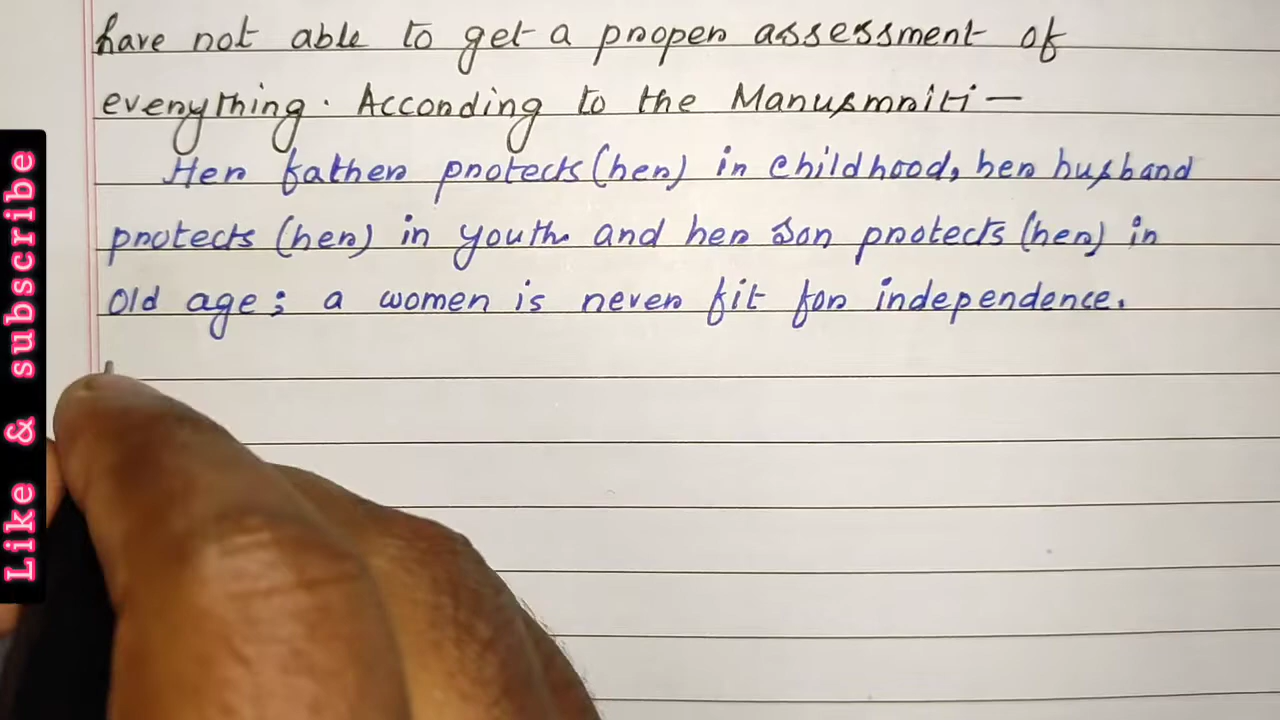 have not able to get a proper assessment of
everything. According to the Manusmriti —
Her father protects (her) in childhood, her husband
protects (her) in youth and her son protects (her) in
old age; a women is never fit for independence.
Like & subscribe